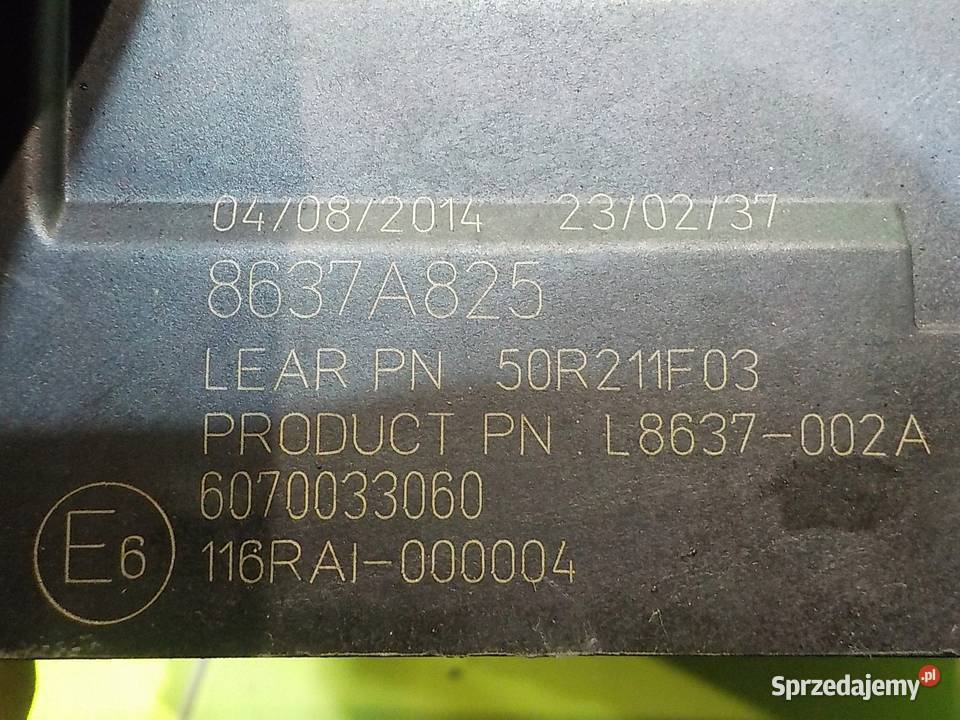 04/08/2014 23/02/37
8637A825
LEAR PN 50R211F03
PRODUCT PN L8637-002A
6070033060
E6 116RAI-000004
Sprzedajemy.pl